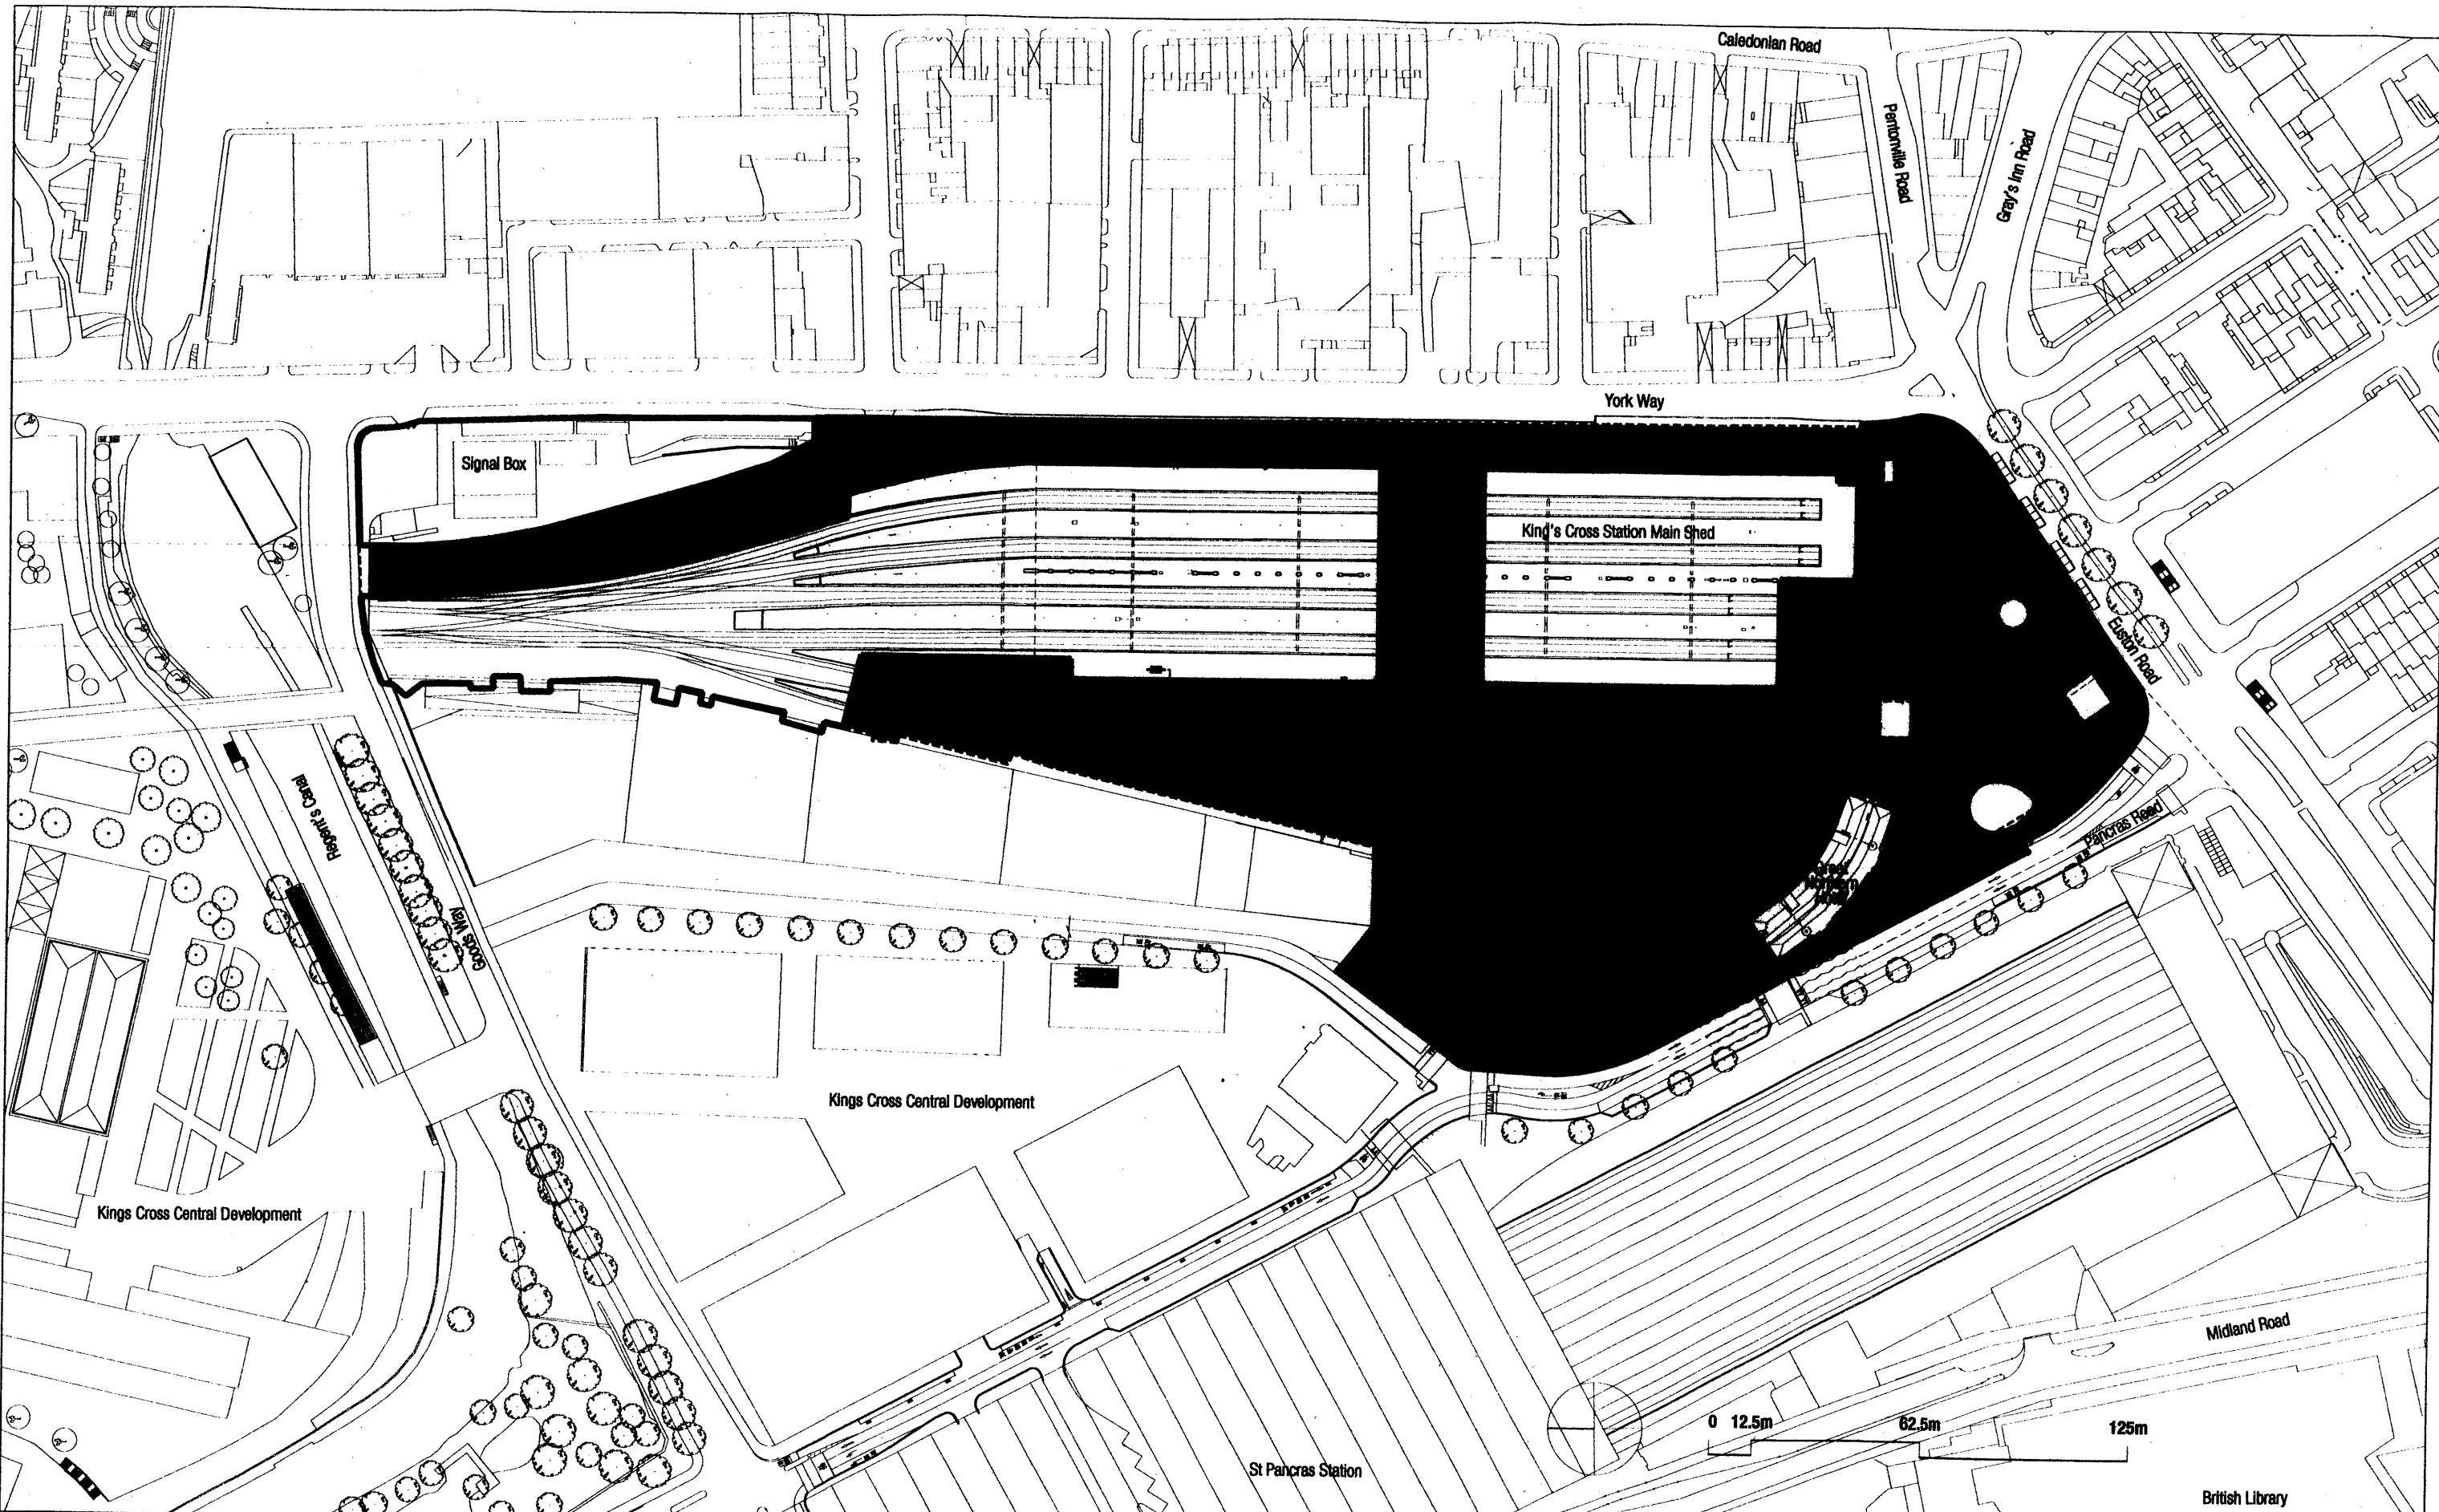 Caledonian Road
Pentonville Road
Gray's Inn Road
York Way
Signal Box
King's Cross Station Main Shed
Euston Road
Regent's Canal
Pancras Road
Goods Way
Kings Cross Central Development
Kings Cross Central Development
Midland Road
0 12.5m 62.5m 125m
St Pancras Station
British Library